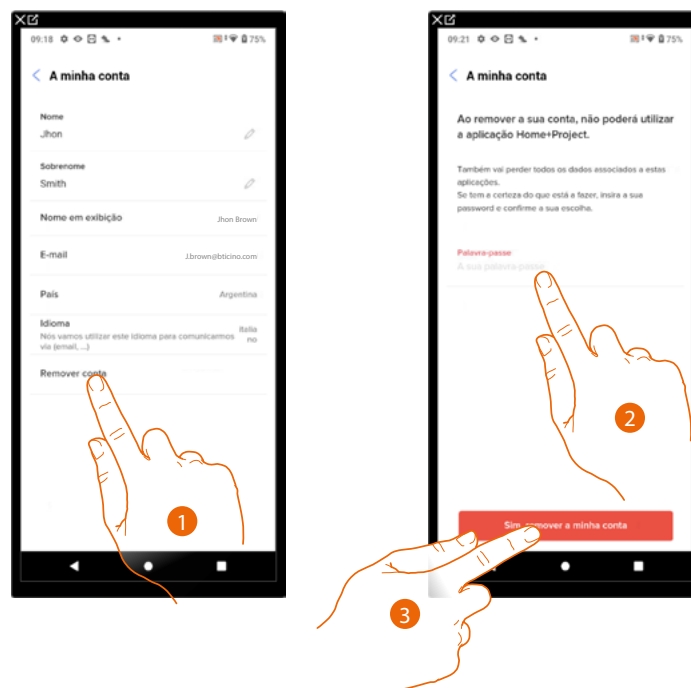 09:18
75%
A minha conta
Nome
Jhon
Sobrenome
Smith
Nome em exibição
Jhon Brown
E-mail
J.brown@bticino.com
País
Argentina
Idioma
Nós vamos utilizar este idioma para comunicarmos
via (email, ...)
Italia
no
Remover conta
1
09:21
75%
A minha conta
Ao remover a sua conta, não poderá utilizar
a aplicação Home+Project.
Também vai perder todos os dados associados a estas
aplicações.
Se tem a certeza do que está a fazer, insira a sua
password e confirme a sua escolha.
Palavra-passe
A sua palavra-passe
2
Sim, remover a minha conta
3